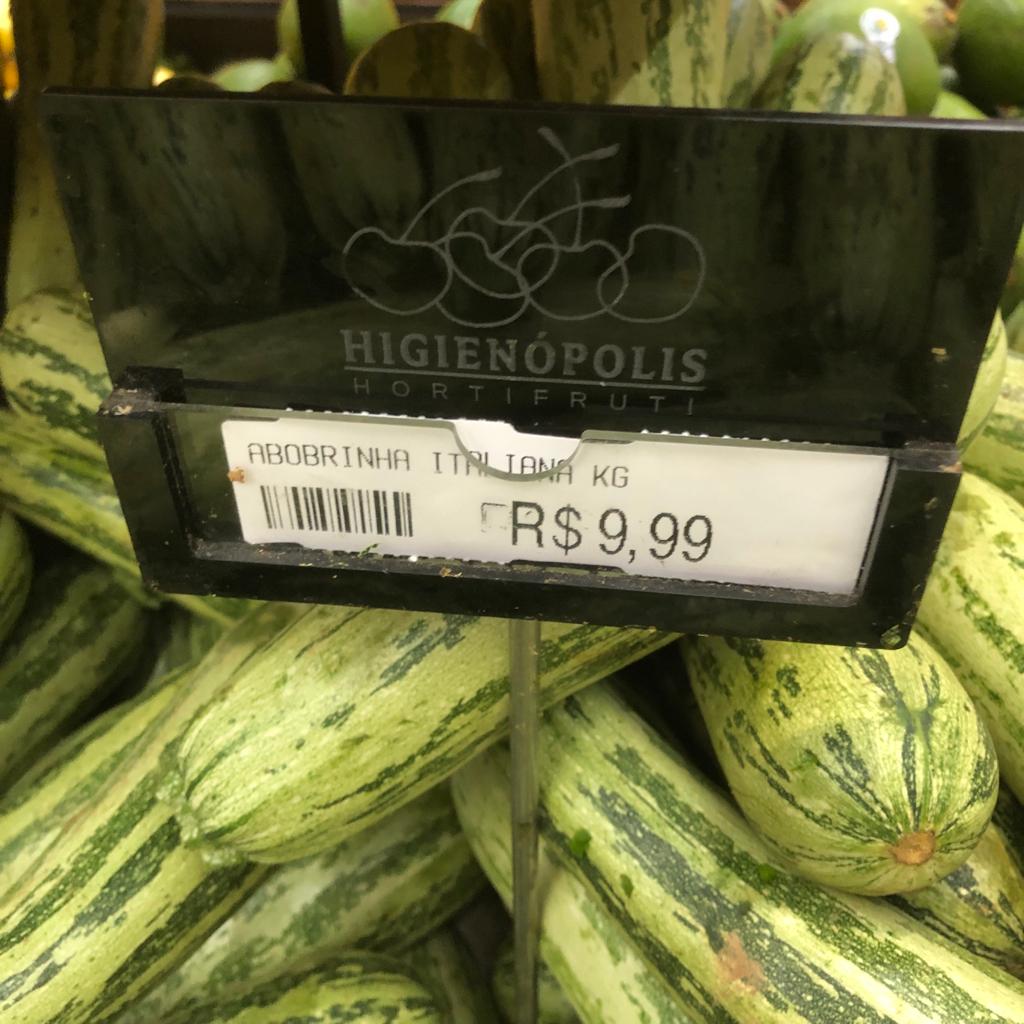 HIGIENÓPOLIS
HORTIFRUTI
ABOBRINHA ITALIANA KG
R$ 9,99